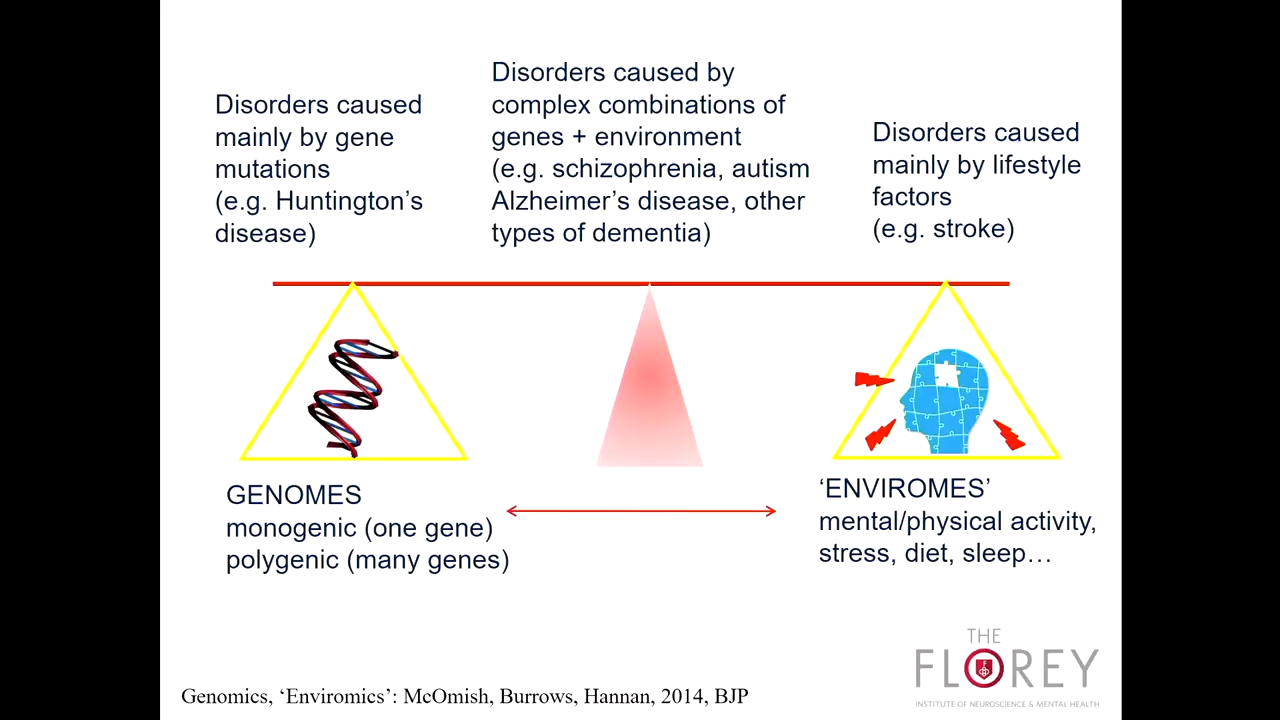 Disorders caused
mainly by gene
mutations
(e.g. Huntington’s
disease)
Disorders caused by
complex combinations of
genes + environment
(e.g. schizophrenia, autism
Alzheimer’s disease, other
types of dementia)
Disorders caused
mainly by lifestyle
factors
(e.g. stroke)
GENOMES
monogenic (one gene)
polygenic (many genes)
‘ENVIROMES’
mental/physical activity,
stress, diet, sleep…
Genomics, ‘Enviromics’: McOmish, Burrows, Hannan, 2014, BJP
THE
FLOREY
INSTITUTE OF NEUROSCIENCE & MENTAL HEALTH